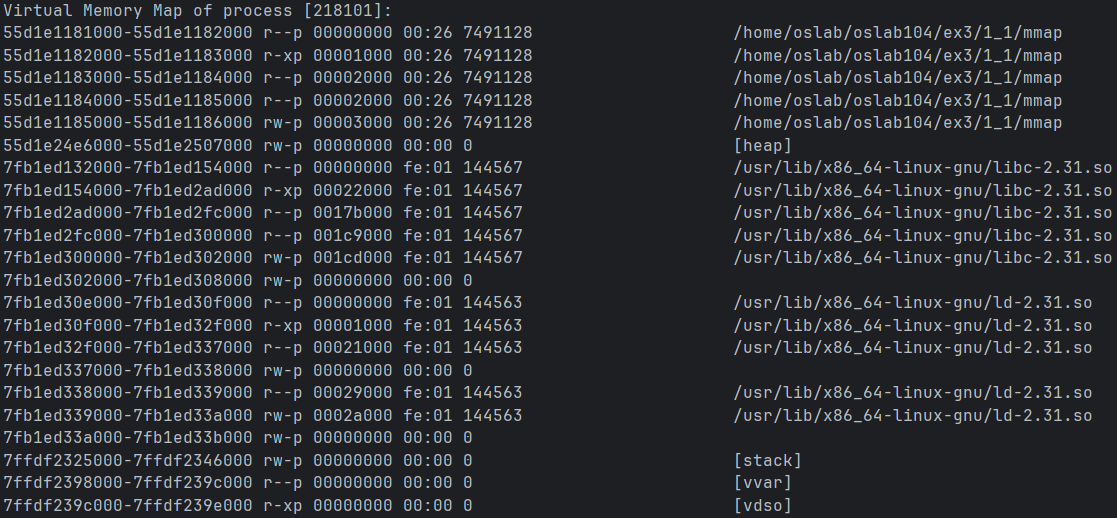 Virtual Memory Map of process [218101]:
55d1e1181000-55d1e1182000 r--p 00000000 00:26 7491128 /home/oslab/oslab104/ex3/1_1/mmap
55d1e1182000-55d1e1183000 r-xp 00001000 00:26 7491128 /home/oslab/oslab104/ex3/1_1/mmap
55d1e1183000-55d1e1184000 r--p 00002000 00:26 7491128 /home/oslab/oslab104/ex3/1_1/mmap
55d1e1184000-55d1e1185000 r--p 00002000 00:26 7491128 /home/oslab/oslab104/ex3/1_1/mmap
55d1e1185000-55d1e1186000 rw-p 00003000 00:26 7491128 /home/oslab/oslab104/ex3/1_1/mmap
55d1e24e6000-55d1e2507000 rw-p 00000000 00:00 0 [heap]
7fb1ed132000-7fb1ed154000 r--p 00000000 fe:01 144567 /usr/lib/x86_64-linux-gnu/libc-2.31.so
7fb1ed154000-7fb1ed2ad000 r-xp 00022000 fe:01 144567 /usr/lib/x86_64-linux-gnu/libc-2.31.so
7fb1ed2ad000-7fb1ed2fc000 r--p 0017b000 fe:01 144567 /usr/lib/x86_64-linux-gnu/libc-2.31.so
7fb1ed2fc000-7fb1ed300000 r--p 001c9000 fe:01 144567 /usr/lib/x86_64-linux-gnu/libc-2.31.so
7fb1ed300000-7fb1ed302000 rw-p 001cd000 fe:01 144567 /usr/lib/x86_64-linux-gnu/libc-2.31.so
7fb1ed302000-7fb1ed308000 rw-p 00000000 00:00 0
7fb1ed30e000-7fb1ed30f000 r--p 00000000 fe:01 144563 /usr/lib/x86_64-linux-gnu/ld-2.31.so
7fb1ed30f000-7fb1ed32f000 r-xp 00001000 fe:01 144563 /usr/lib/x86_64-linux-gnu/ld-2.31.so
7fb1ed32f000-7fb1ed337000 r--p 00021000 fe:01 144563 /usr/lib/x86_64-linux-gnu/ld-2.31.so
7fb1ed337000-7fb1ed338000 rw-p 00000000 00:00 0
7fb1ed338000-7fb1ed339000 r--p 00029000 fe:01 144563 /usr/lib/x86_64-linux-gnu/ld-2.31.so
7fb1ed339000-7fb1ed33a000 rw-p 0002a000 fe:01 144563 /usr/lib/x86_64-linux-gnu/ld-2.31.so
7fb1ed33a000-7fb1ed33b000 rw-p 00000000 00:00 0
7ffdf2325000-7ffdf2346000 rw-p 00000000 00:00 0 [stack]
7ffdf2398000-7ffdf239c000 r--p 00000000 00:00 0 [vvar]
7ffdf239c000-7ffdf239e000 r-xp 00000000 00:00 0 [vdso]